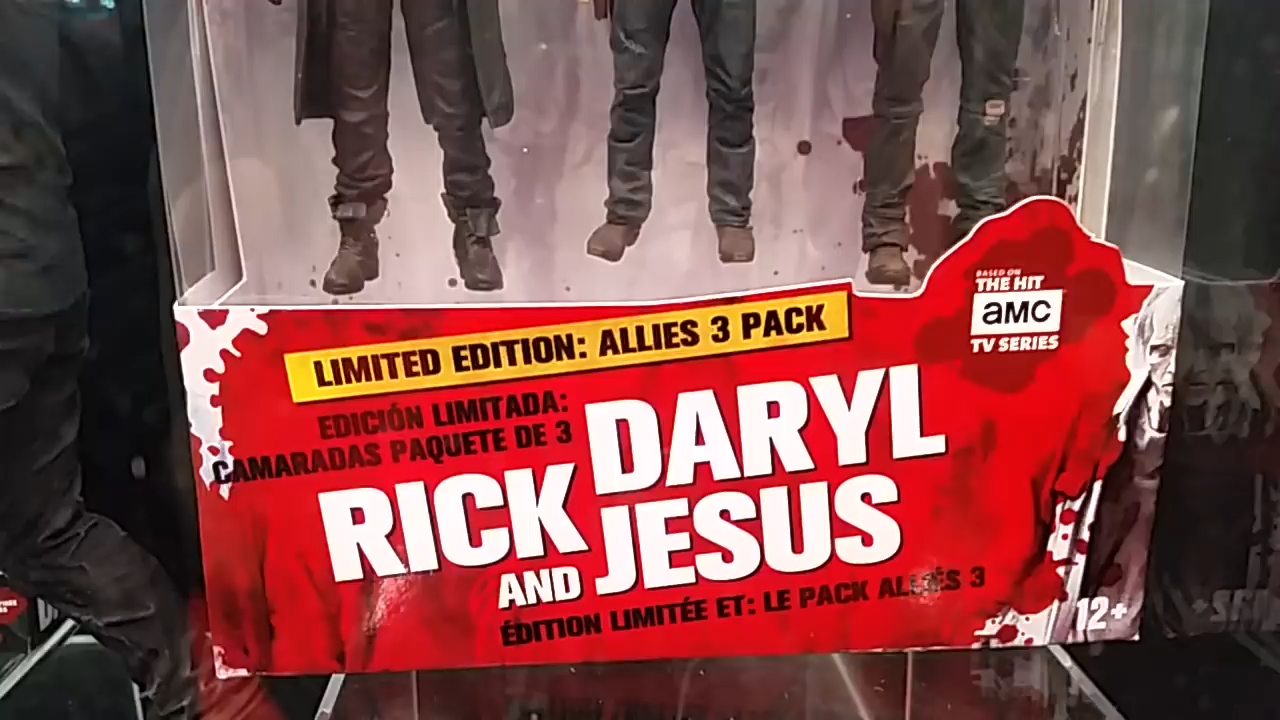 LIMITED EDITION: ALLIES 3 PACK
BASED ON
THE HIT
aMC
TV SERIES
EDICIÓN LIMITADA:
CAMARADAS PAQUETE DE 3
DARYL
RICK
AND JESUS
ÉDITION LIMITÉE ET: LE PACK ALLIÉS 3
12+